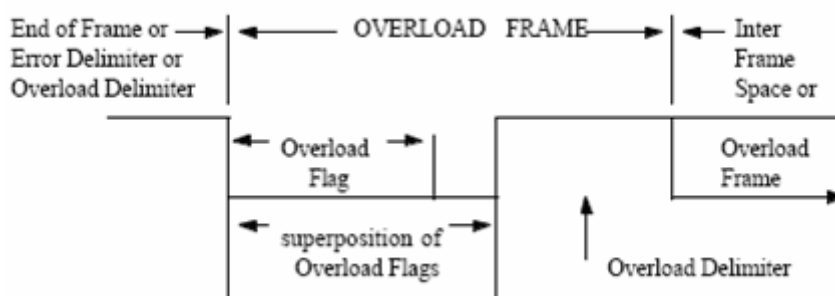 End of Frame or
Error Delimiter or
Overload Delimiter
OVERLOAD FRAME
Inter
Frame
Space or
Overload
Flag
Overload
Frame
superposition of
Overload Flags
Overload Delimiter